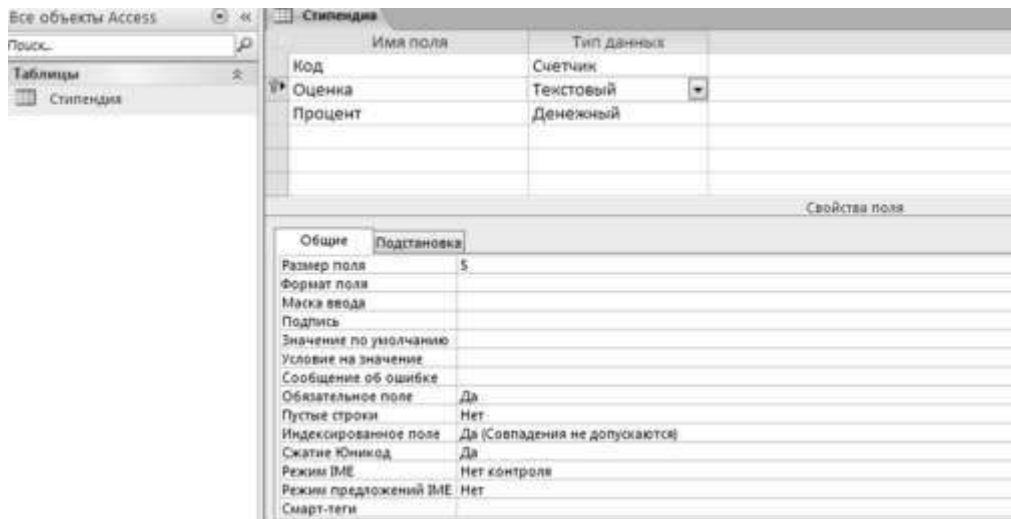 Все объекты Access
Поиск...
Таблицы
Стипендия
Стипендия
Имя поля Тип данных
Код Счетчик
Оценка Текстовый
Процент Денежный
Свойства поля
Общие Подстановка
Размер поля 5
Формат поля
Маска ввода
Подпись
Значение по умолчанию
Условие на значение
Сообщение об ошибке
Обязательное поле Да
Пустые строки Нет
Индексированное поле Да (Совпадения не допускаются)
Сжатие Юникод Да
Режим IME Нет контроля
Режим предложений IME Нет
Смарт-теги